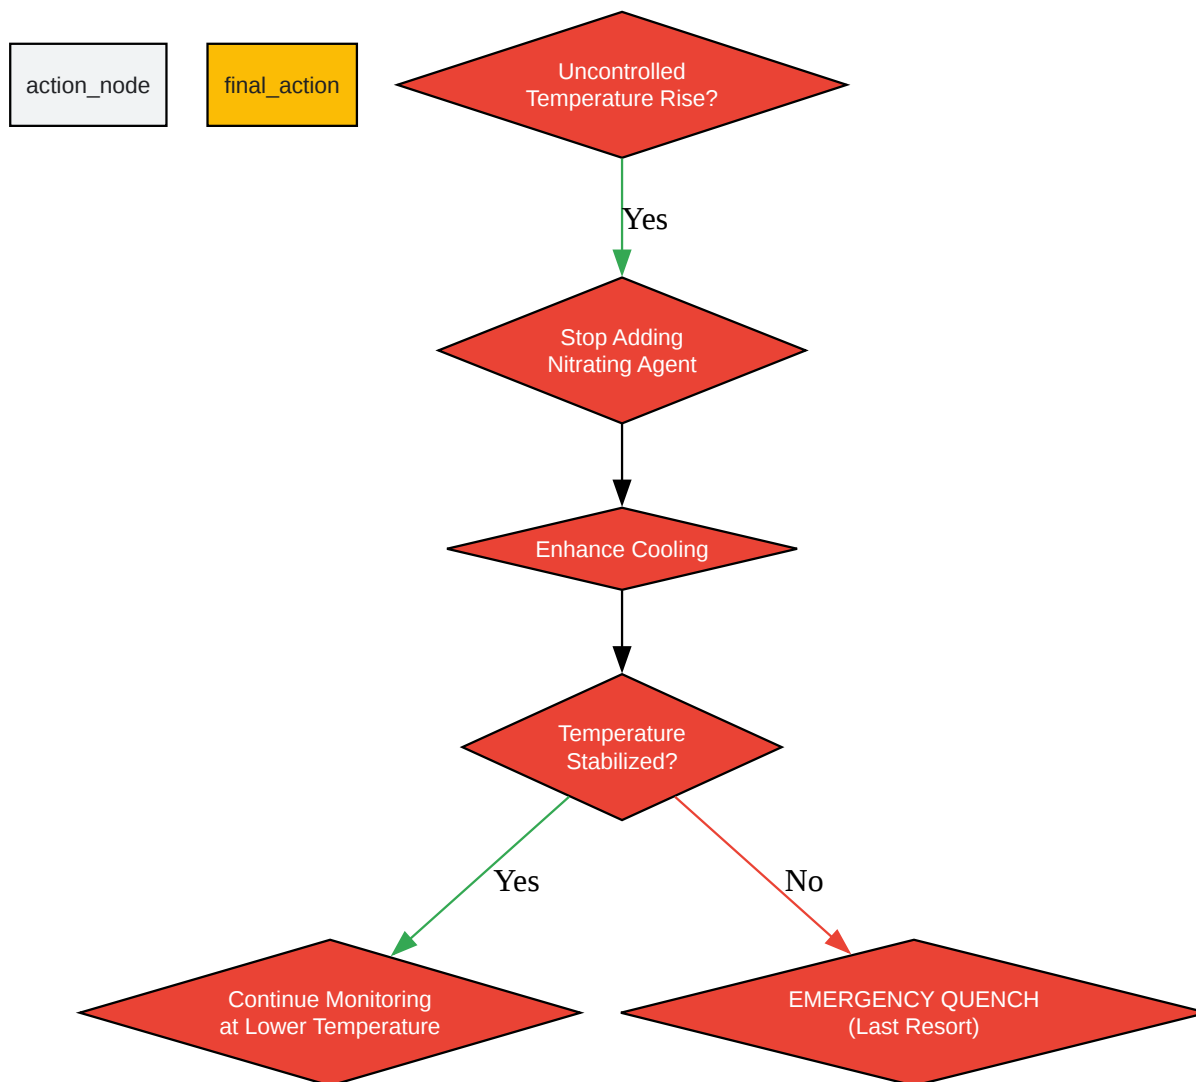 action_node
final_action
Uncontrolled
Temperature Rise?
Yes
Stop Adding
Nitrating Agent
Enhance Cooling
Temperature
Stabilized?
Yes
No
Continue Monitoring
at Lower Temperature
EMERGENCY QUENCH
(Last Resort)